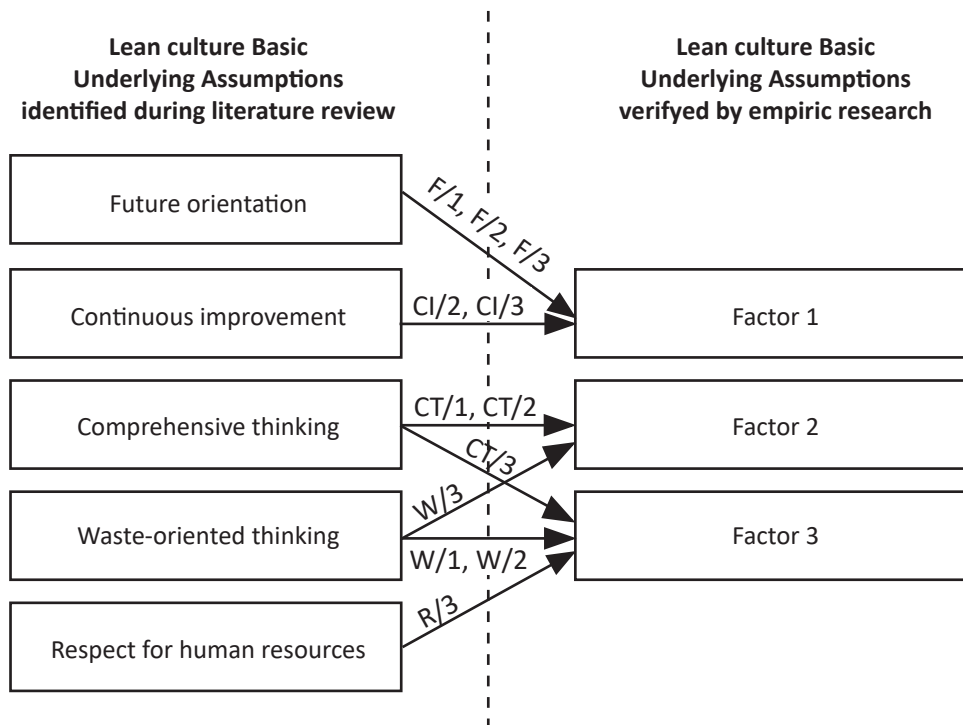 Lean culture Basic
Underlying Assumptions
identified during literature review
Lean culture Basic
Underlying Assumptions
verifyed by empiric research
Future orientation
F/1, F/2, F/3
Continuous improvement
CI/2, CI/3
Factor 1
Comprehensive thinking
CT/1, CT/2
CT/3
Factor 2
Waste-oriented thinking
W/3
W/1, W/2
Factor 3
Respect for human resources
R/3